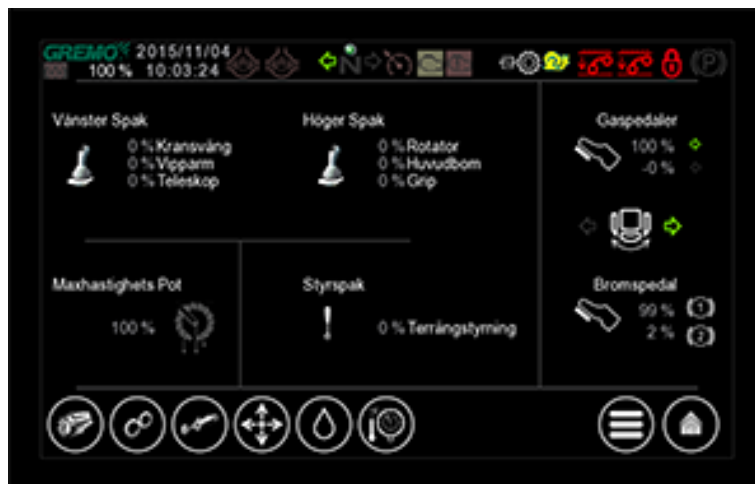 GREMO 2015/11/04
100 % 10:03:24
N
P
Vänster Spak
0 % Kransväng
0 % Vipparm
0 % Teleskop
Höger Spak
0 % Rotator
0 % Huvudbom
0 % Grip
Gaspedaler
100 %
-0 %
Maxhastighets Pot
100 %
Styrspak
0 % Terrängstyrning
Bromspedal
99 % 1
2 % 2